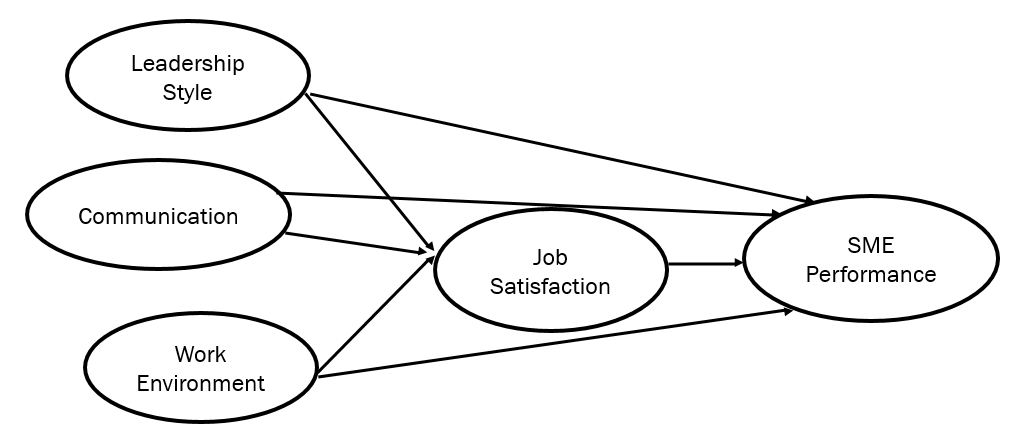 Leadership
Style
Communication
Job
Satisfaction
SME
Performance
Work
Environment